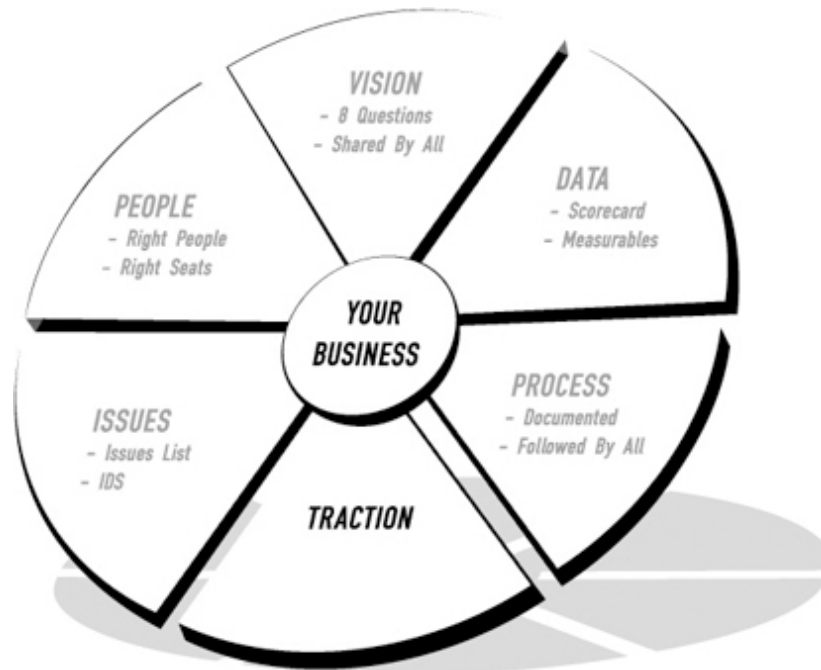 VISION
- 8 Questions
- Shared By All
DATA
- Scorecard
- Measurables
PEOPLE
- Right People
- Right Seats
YOUR
BUSINESS
PROCESS
- Documented
- Followed By All
ISSUES
- Issues List
- IDS
TRACTION